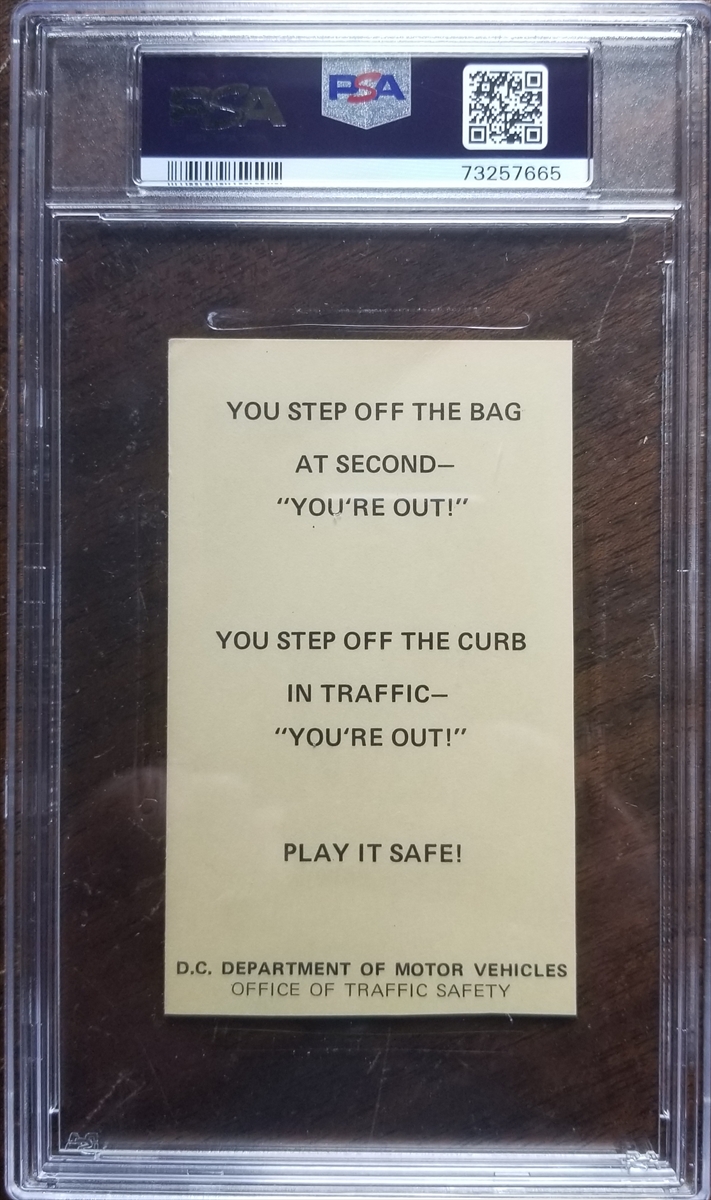 PSA
PSA
73257665
YOU STEP OFF THE BAG
AT SECOND—
"YOU'RE OUT!"
YOU STEP OFF THE CURB
IN TRAFFIC—
"YOU'RE OUT!"
PLAY IT SAFE!
D.C. DEPARTMENT OF MOTOR VEHICLES
OFFICE OF TRAFFIC SAFETY
PSA